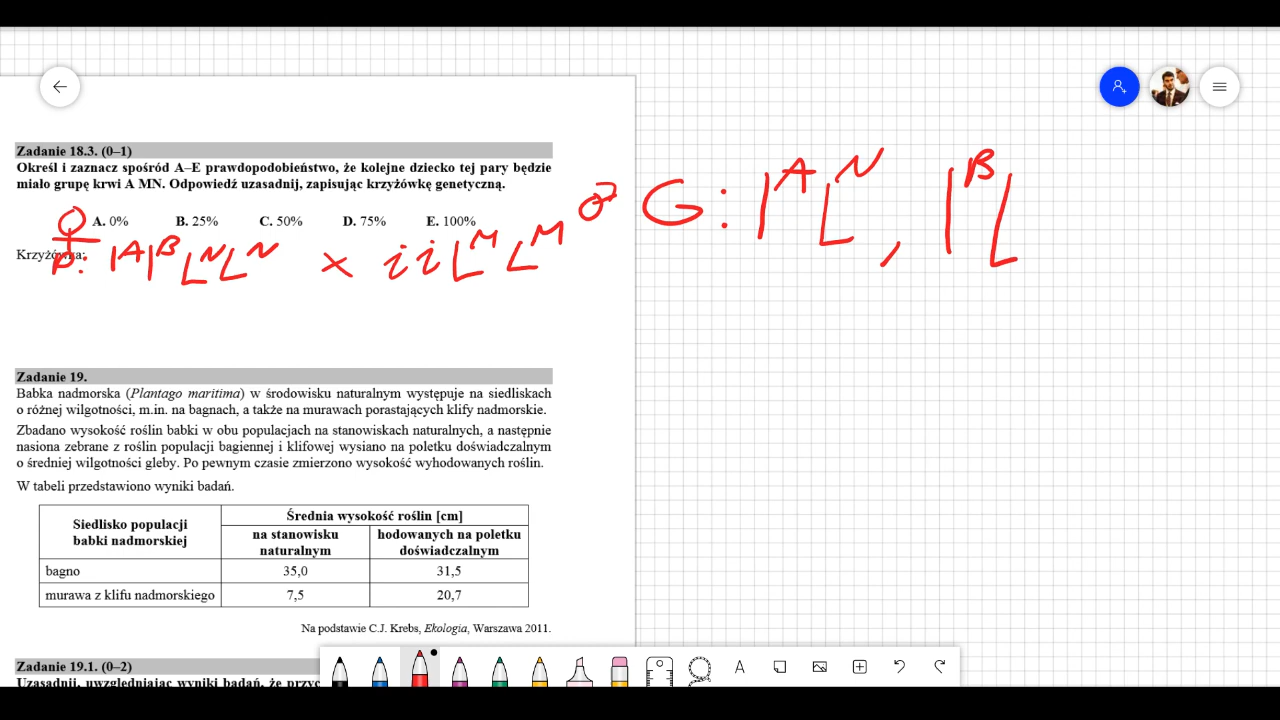 Zadanie 18.3. (0–1)
Określ i zaznacz spośród A–E prawdopodobieństwo, że kolejne dziecko tej pary będzie
miało grupę krwi A MN. Odpowiedź uzasadnij, zapisując krzyżówkę genetyczną.
A. 0% B. 25% C. 50% D. 75% E. 100%
Krzyżówka:
♀ P: I^A I^B L^N L^N × i i L^M L^M ♂
G: I^A L^N, I^B L
Zadanie 19.
Babka nadmorska (Plantago maritima) w środowisku naturalnym występuje na siedliskach
o różnej wilgotności, m.in. na bagnach, a także na murawach porastających klify nadmorskie.
Zbadano wysokość roślin babki w obu populacjach na stanowiskach naturalnych, a następnie
nasiona zebrane z roślin populacji bagiennej i klifowej wysiano na poletku doświadczalnym
o średniej wilgotności gleby. Po pewnym czasie zmierzono wysokość wyhodowanych roślin.
W tabeli przedstawiono wyniki badań.
Siedlisko populacji babki nadmorskiej
Średnia wysokość roślin [cm]
na stanowisku naturalnym
hodowanych na poletku doświadczalnym
bagno 35,0 31,5
murawa z klifu nadmorskiego 7,5 20,7
Na podstawie C.J. Krebs, Ekologia, Warszawa 2011.
Zadanie 19.1. (0–2)
Uzasadnij, uwzględniając wyniki badań, że
A